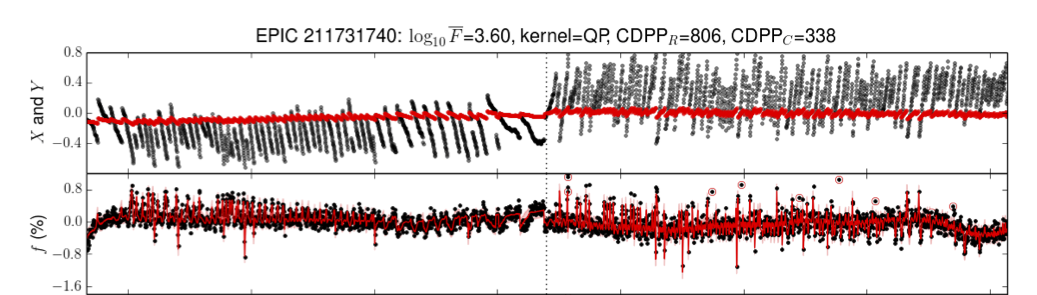 EPIC 211731740: log₁₀ F̅=3.60, kernel=QP, CDPP_R=806, CDPP_C=338
X and Y
0.8
0.4
0.0
−0.4
f (%)
0.8
0.0
−0.8
−1.6